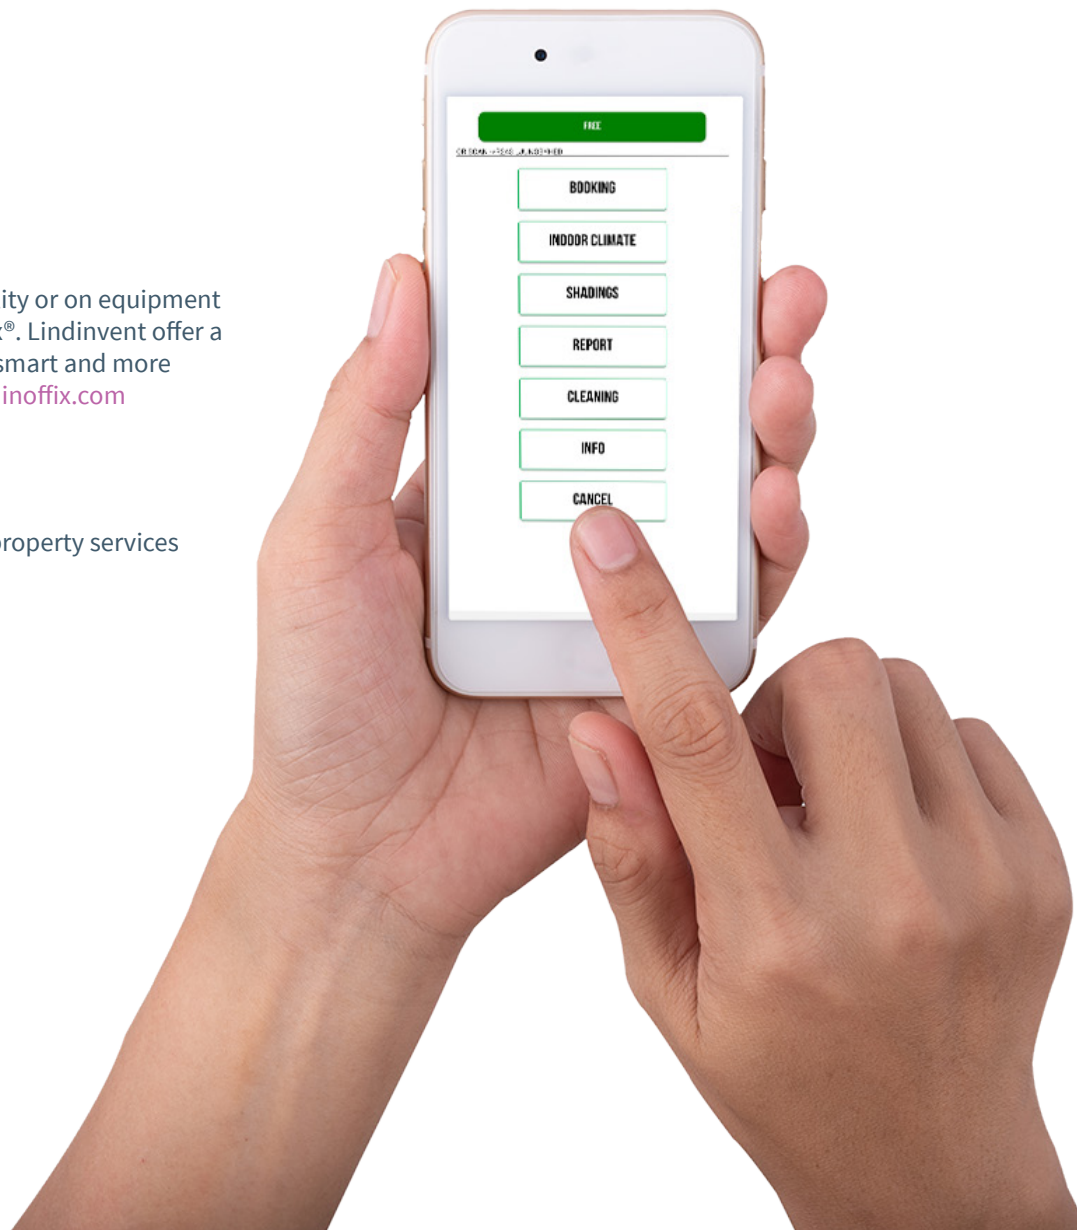 ity or on equipment
x®. Lindinvent offer a
smart and more
inoffix.com
property services
FREE
BOOKING
INDOOR CLIMATE
SHADINGS
REPORT
CLEANING
INFO
CANCEL